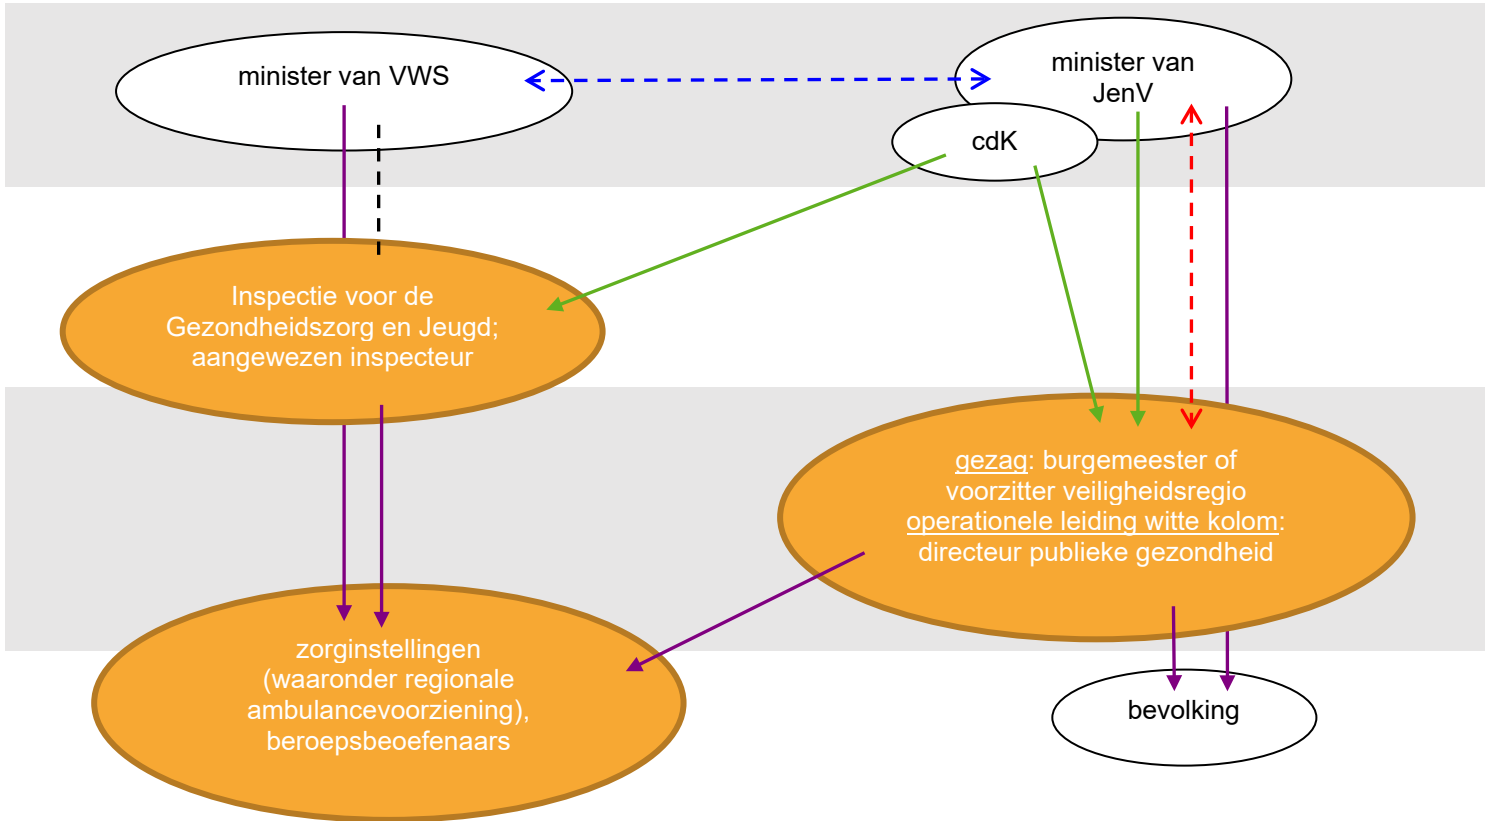 minister van VWS
minister van
JenV
cdK
Inspectie voor de
Gezondheidszorg en Jeugd;
aangewezen inspecteur
gezag: burgemeester of
voorzitter veiligheidsregio
operationele leiding witte kolom:
directeur publieke gezondheid
zorginstellingen
(waaronder regionale
ambulancevoorziening),
beroepsbeoefenaars
bevolking